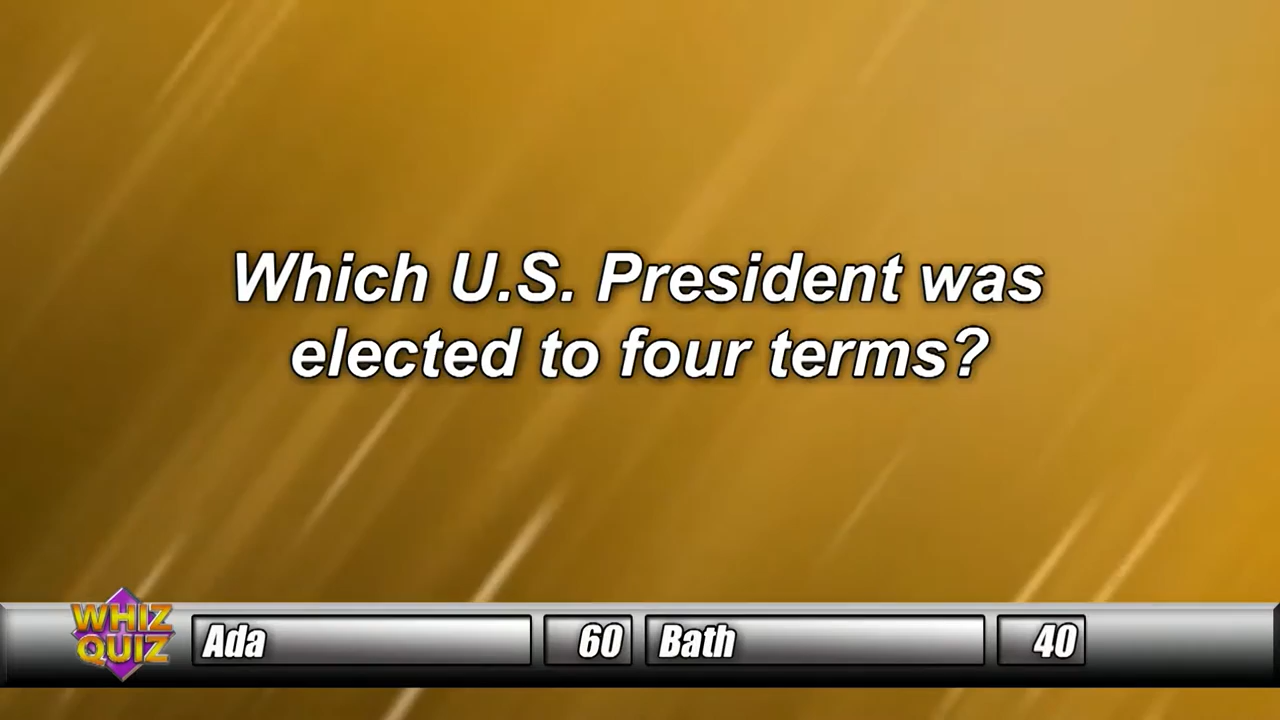 Which U.S. President was
elected to four terms?
WHIZ
QUIZ
Ada 60 Bath 40